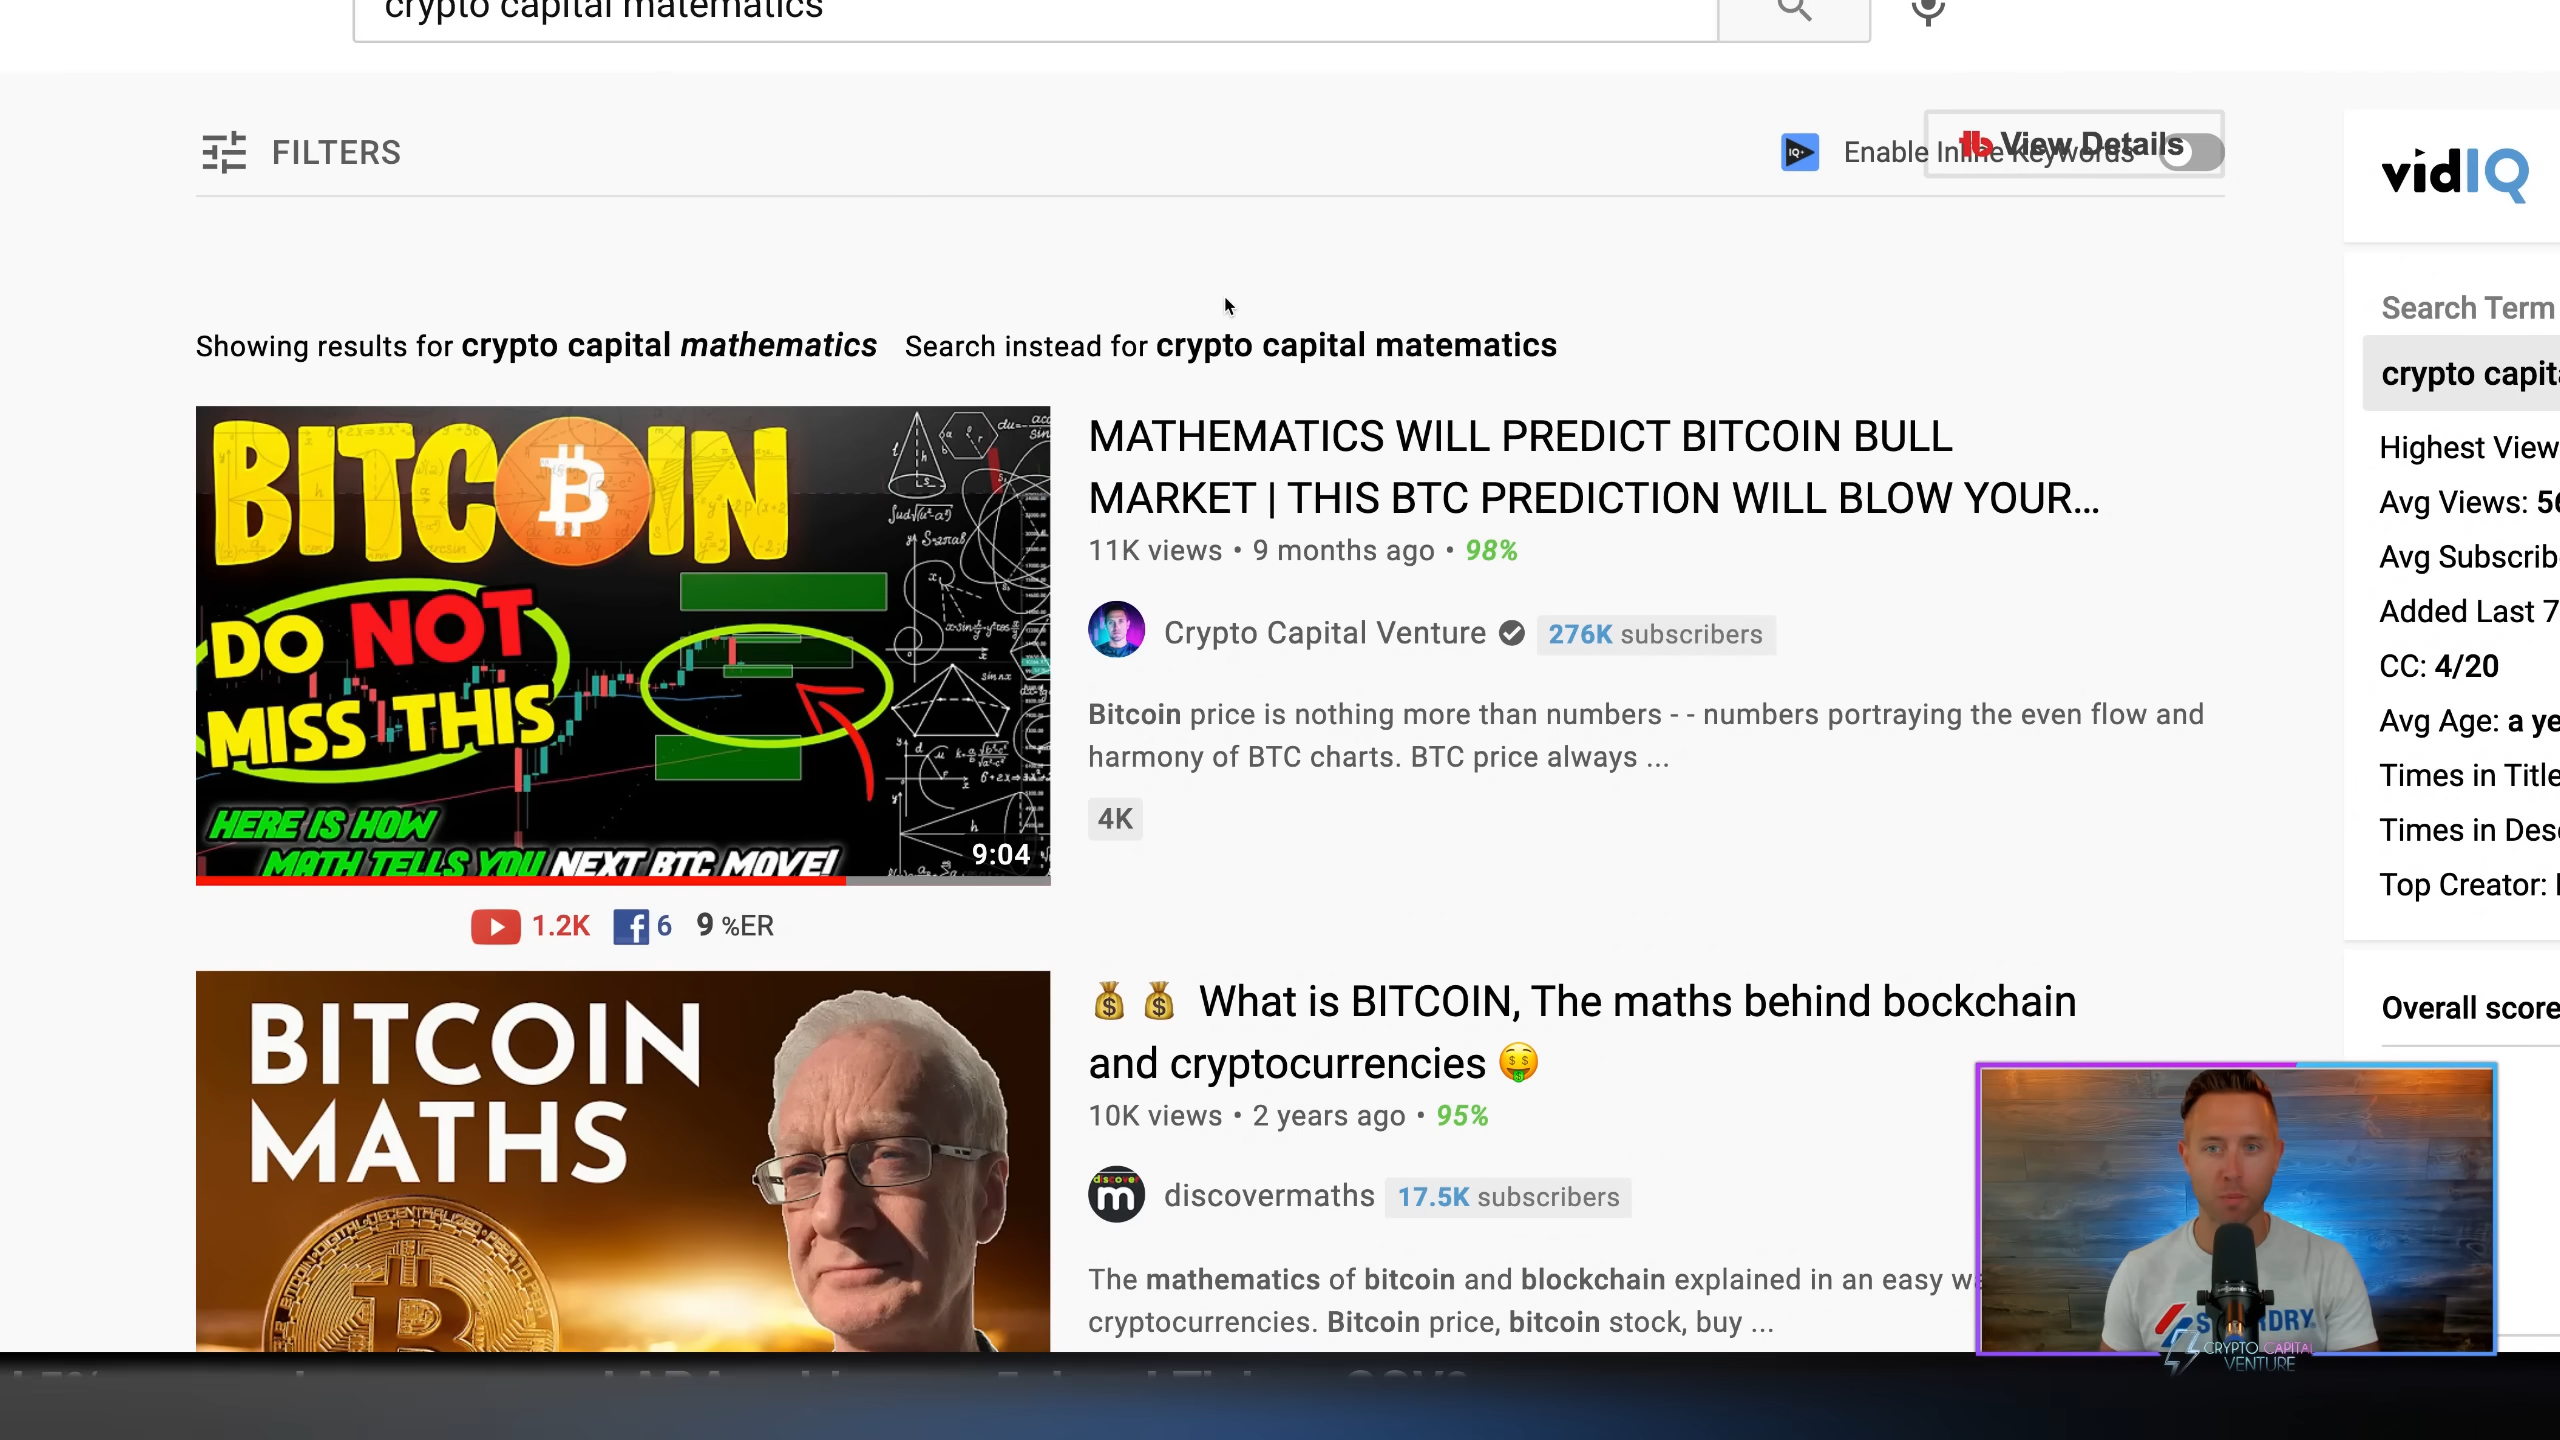 crypto capital matematics
FILTERS
Enable Inline Keywords
View Details
vidIQ
Showing results for crypto capital mathematics Search instead for crypto capital matematics
BITCOIN
DO NOT
MISS THIS
HERE IS HOW
MATH TELLS YOU NEXT BTC MOVE!
9:04
1.2K 6 9 %ER
MATHEMATICS WILL PREDICT BITCOIN BULL
MARKET | THIS BTC PREDICTION WILL BLOW YOUR...
11K views • 9 months ago • 98%
Crypto Capital Venture 276K subscribers
Bitcoin price is nothing more than numbers - - numbers portraying the even flow and
harmony of BTC charts. BTC price always ...
4K
BITCOIN
MATHS
💰 💰 What is BITCOIN, The maths behind bockchain
and cryptocurrencies 🤑
10K views • 2 years ago • 95%
discover
m
discovermaths 17.5K subscribers
The mathematics of bitcoin and blockchain explained in an easy
cryptocurrencies. Bitcoin price, bitcoin stock, buy ...
Search Term
crypto capit
Highest View
Avg Views: 56
Avg Subscrib
Added Last 7
CC: 4/20
Avg Age: a ye
Times in Title
Times in Des
Top Creator:
Overall score
CRYPTO CAPITAL
VENTURE